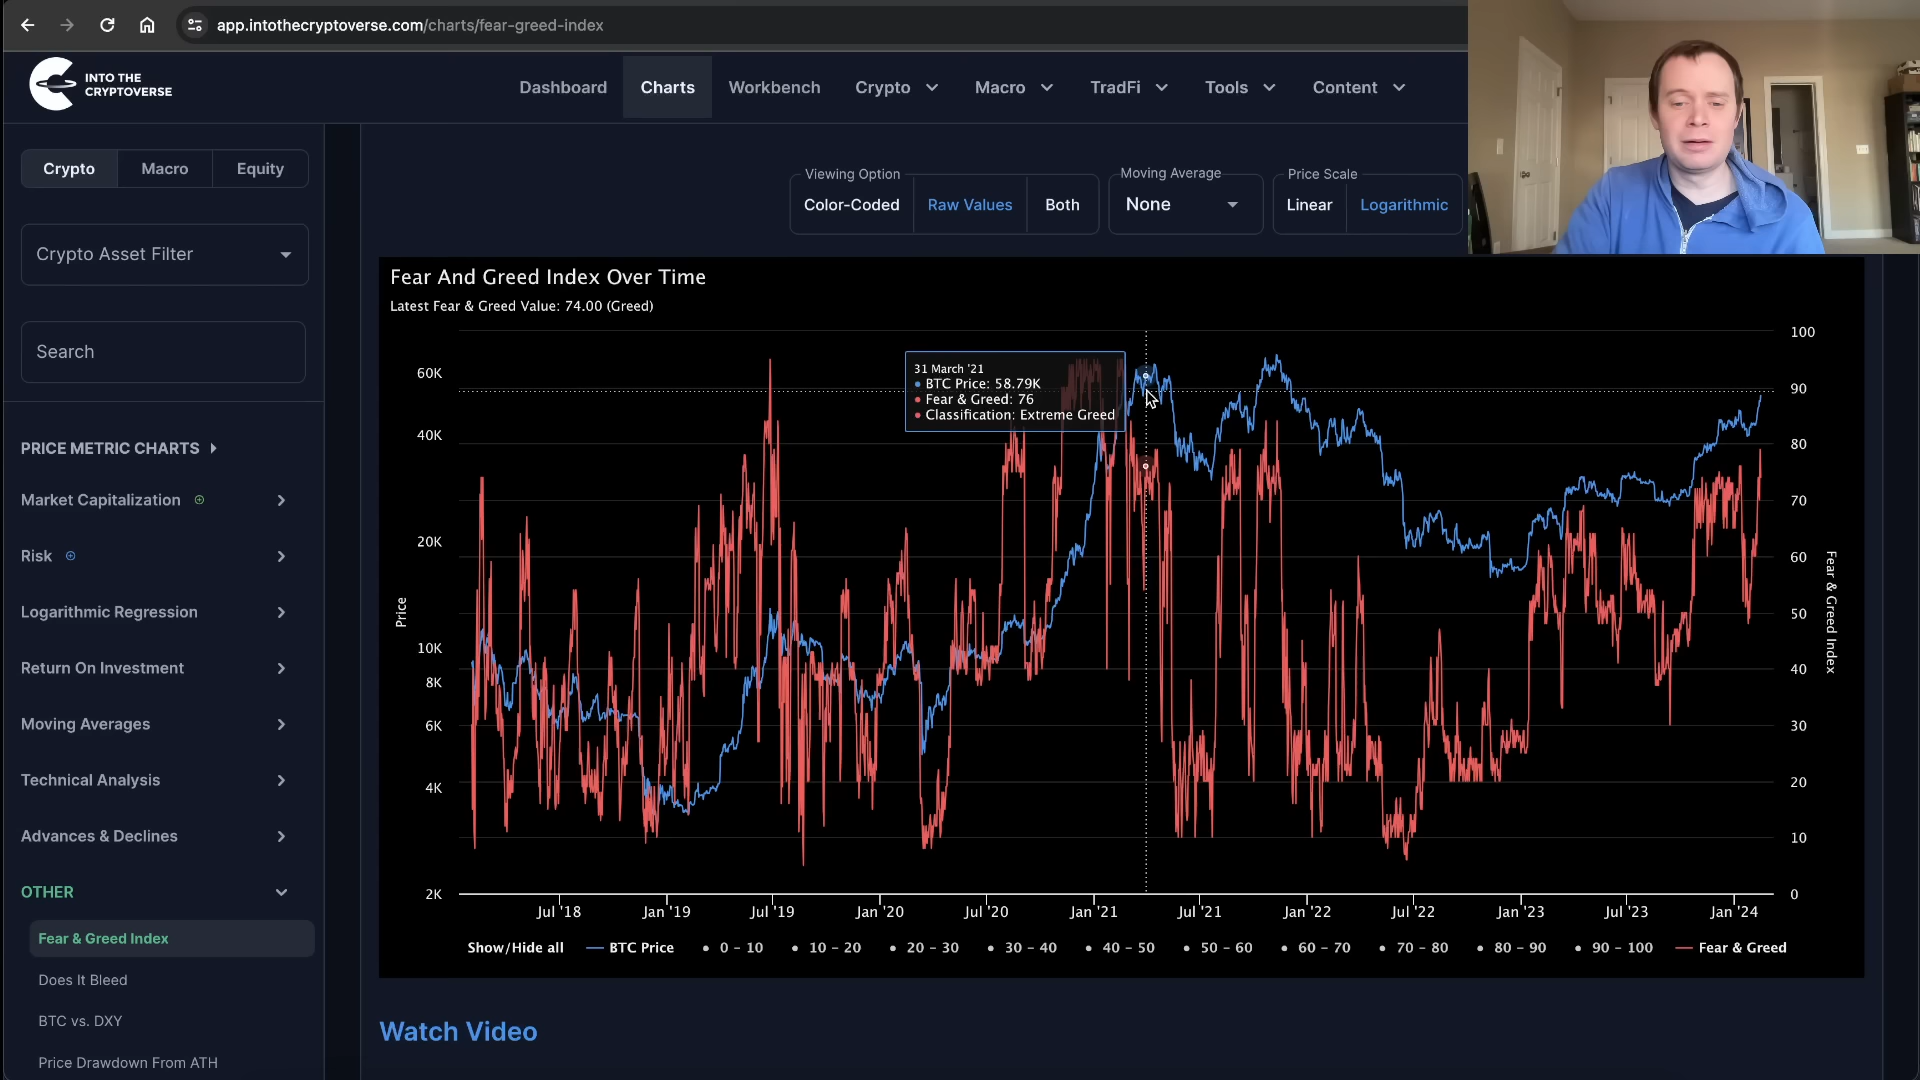 app.intothecryptoverse.com/charts/fear-greed-index
INTO THE
CRYPTOVERSE
Dashboard
Charts
Workbench
Crypto
Macro
TradFi
Tools
Content
Crypto
Macro
Equity
Crypto Asset Filter
Search
PRICE METRIC CHARTS
Market Capitalization
Risk
Logarithmic Regression
Return On Investment
Moving Averages
Technical Analysis
Advances & Declines
OTHER
Fear & Greed Index
Does It Bleed
BTC vs. DXY
Price Drawdown From ATH
Viewing Option
Color-Coded
Raw Values
Both
Moving Average
None
Price Scale
Linear
Logarithmic
Fear And Greed Index Over Time
Latest Fear & Greed Value: 74.00 (Greed)
31 March '21
BTC Price: 58.79K
Fear & Greed: 76
Classification: Extreme Greed
60K
40K
20K
10K
8K
6K
4K
2K
Price
100
90
80
70
60
50
40
30
20
10
0
Fear & Greed Index
Jul '18
Jan '19
Jul '19
Jan '20
Jul '20
Jan '21
Jul '21
Jan '22
Jul '22
Jan '23
Jul '23
Jan '24
Show/Hide all
BTC Price
0 - 10
10 - 20
20 - 30
30 - 40
40 - 50
50 - 60
60 - 70
70 - 80
80 - 90
90 - 100
Fear & Greed
Watch Video